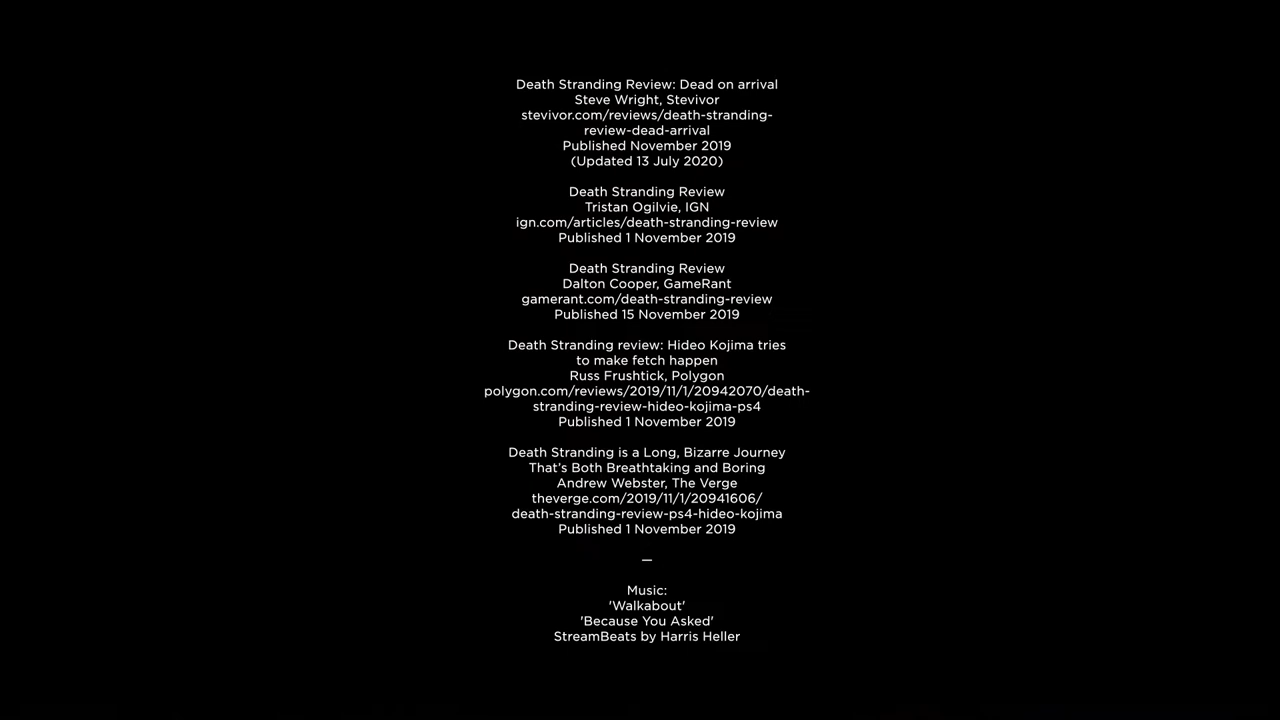 Death Stranding Review: Dead on arrival
Steve Wright, Stevivor
stevivor.com/reviews/death-stranding-
review-dead-arrival
Published November 2019
(Updated 13 July 2020)
Death Stranding Review
Tristan Ogilvie, IGN
ign.com/articles/death-stranding-review
Published 1 November 2019
Death Stranding Review
Dalton Cooper, GameRant
gamerant.com/death-stranding-review
Published 15 November 2019
Death Stranding review: Hideo Kojima tries
to make fetch happen
Russ Frushtick, Polygon
polygon.com/reviews/2019/11/1/20942070/death-
stranding-review-hideo-kojima-ps4
Published 1 November 2019
Death Stranding is a Long, Bizarre Journey
That's Both Breathtaking and Boring
Andrew Webster, The Verge
theverge.com/2019/11/1/20941606/
death-stranding-review-ps4-hideo-kojima
Published 1 November 2019
—
Music:
'Walkabout'
'Because You Asked'
StreamBeats by Harris Heller